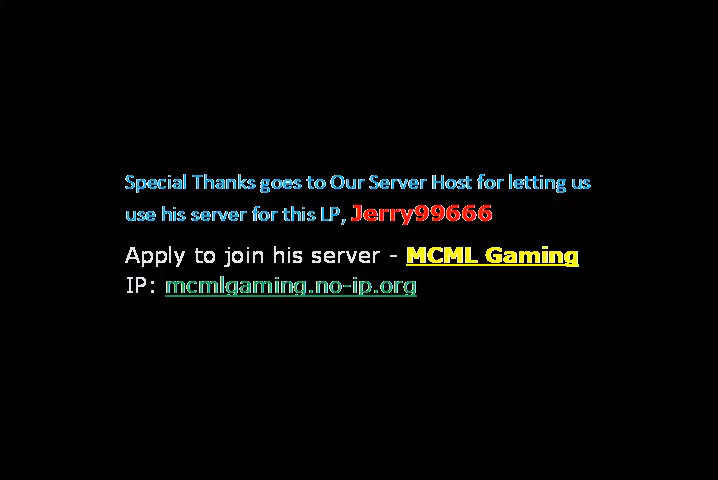 Special Thanks goes to Our Server Host for letting us
use his server for this LP, Jerry99666
Apply to join his server - MCML Gaming
IP: mcmlgaming.no-ip.org